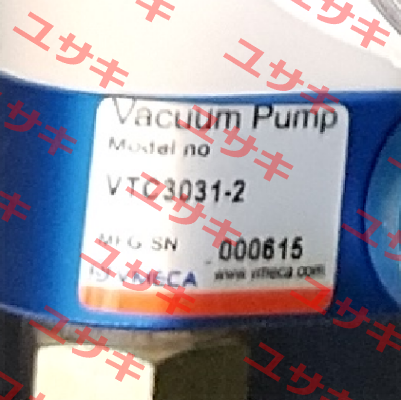 Vacuum Pump
Model no
VTC3031-2
MFG SN 000615
VMECA www.vmeca.com
ユサキ